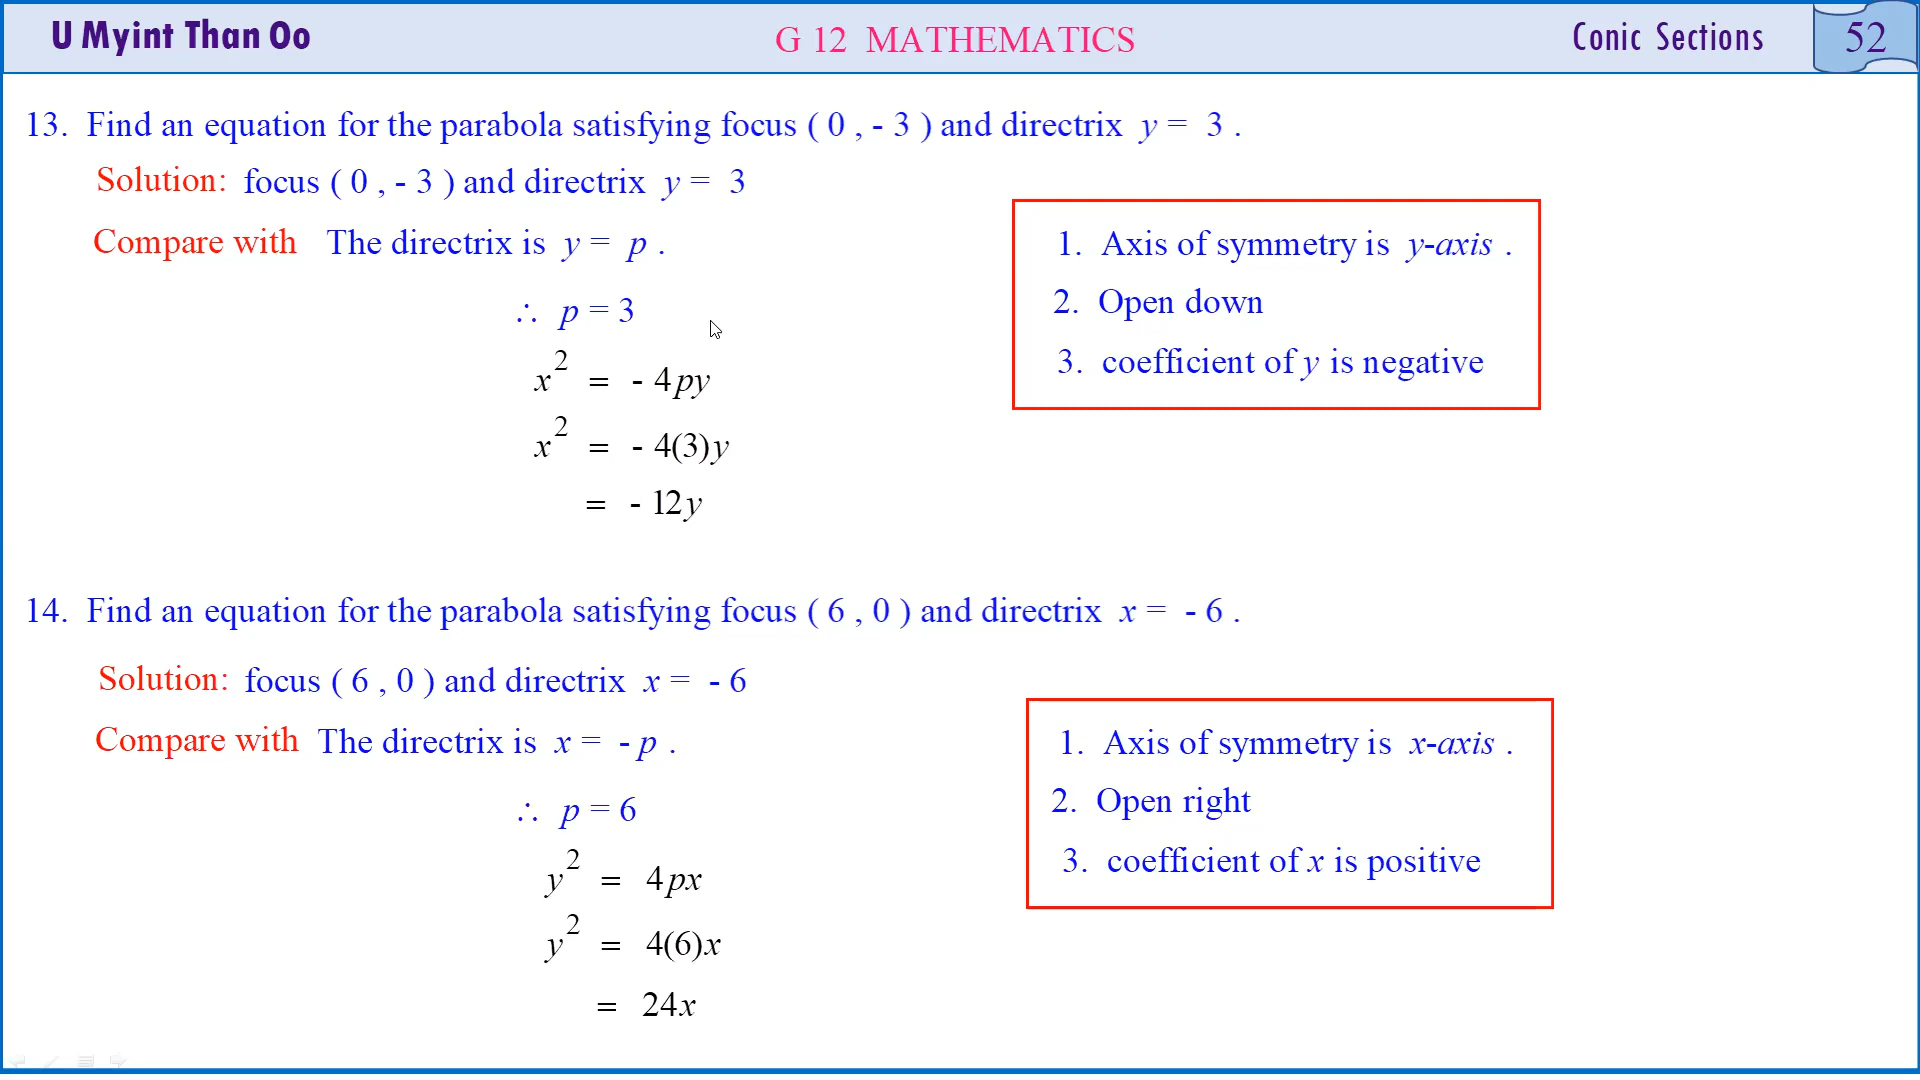 U Myint Than Oo G 12 MATHEMATICS Conic Sections 52
13. Find an equation for the parabola satisfying focus ( 0 , - 3 ) and directrix y = 3 .
Solution: focus ( 0 , - 3 ) and directrix y = 3
Compare with The directrix is y = p .
∴ p = 3
x² = - 4py
x² = - 4(3)y
= - 12y
1. Axis of symmetry is y-axis .
2. Open down
3. coefficient of y is negative
14. Find an equation for the parabola satisfying focus ( 6 , 0 ) and directrix x = - 6 .
Solution: focus ( 6 , 0 ) and directrix x = - 6
Compare with The directrix is x = - p .
∴ p = 6
y² = 4px
y² = 4(6)x
= 24x
1. Axis of symmetry is x-axis .
2. Open right
3. coefficient of x is positive